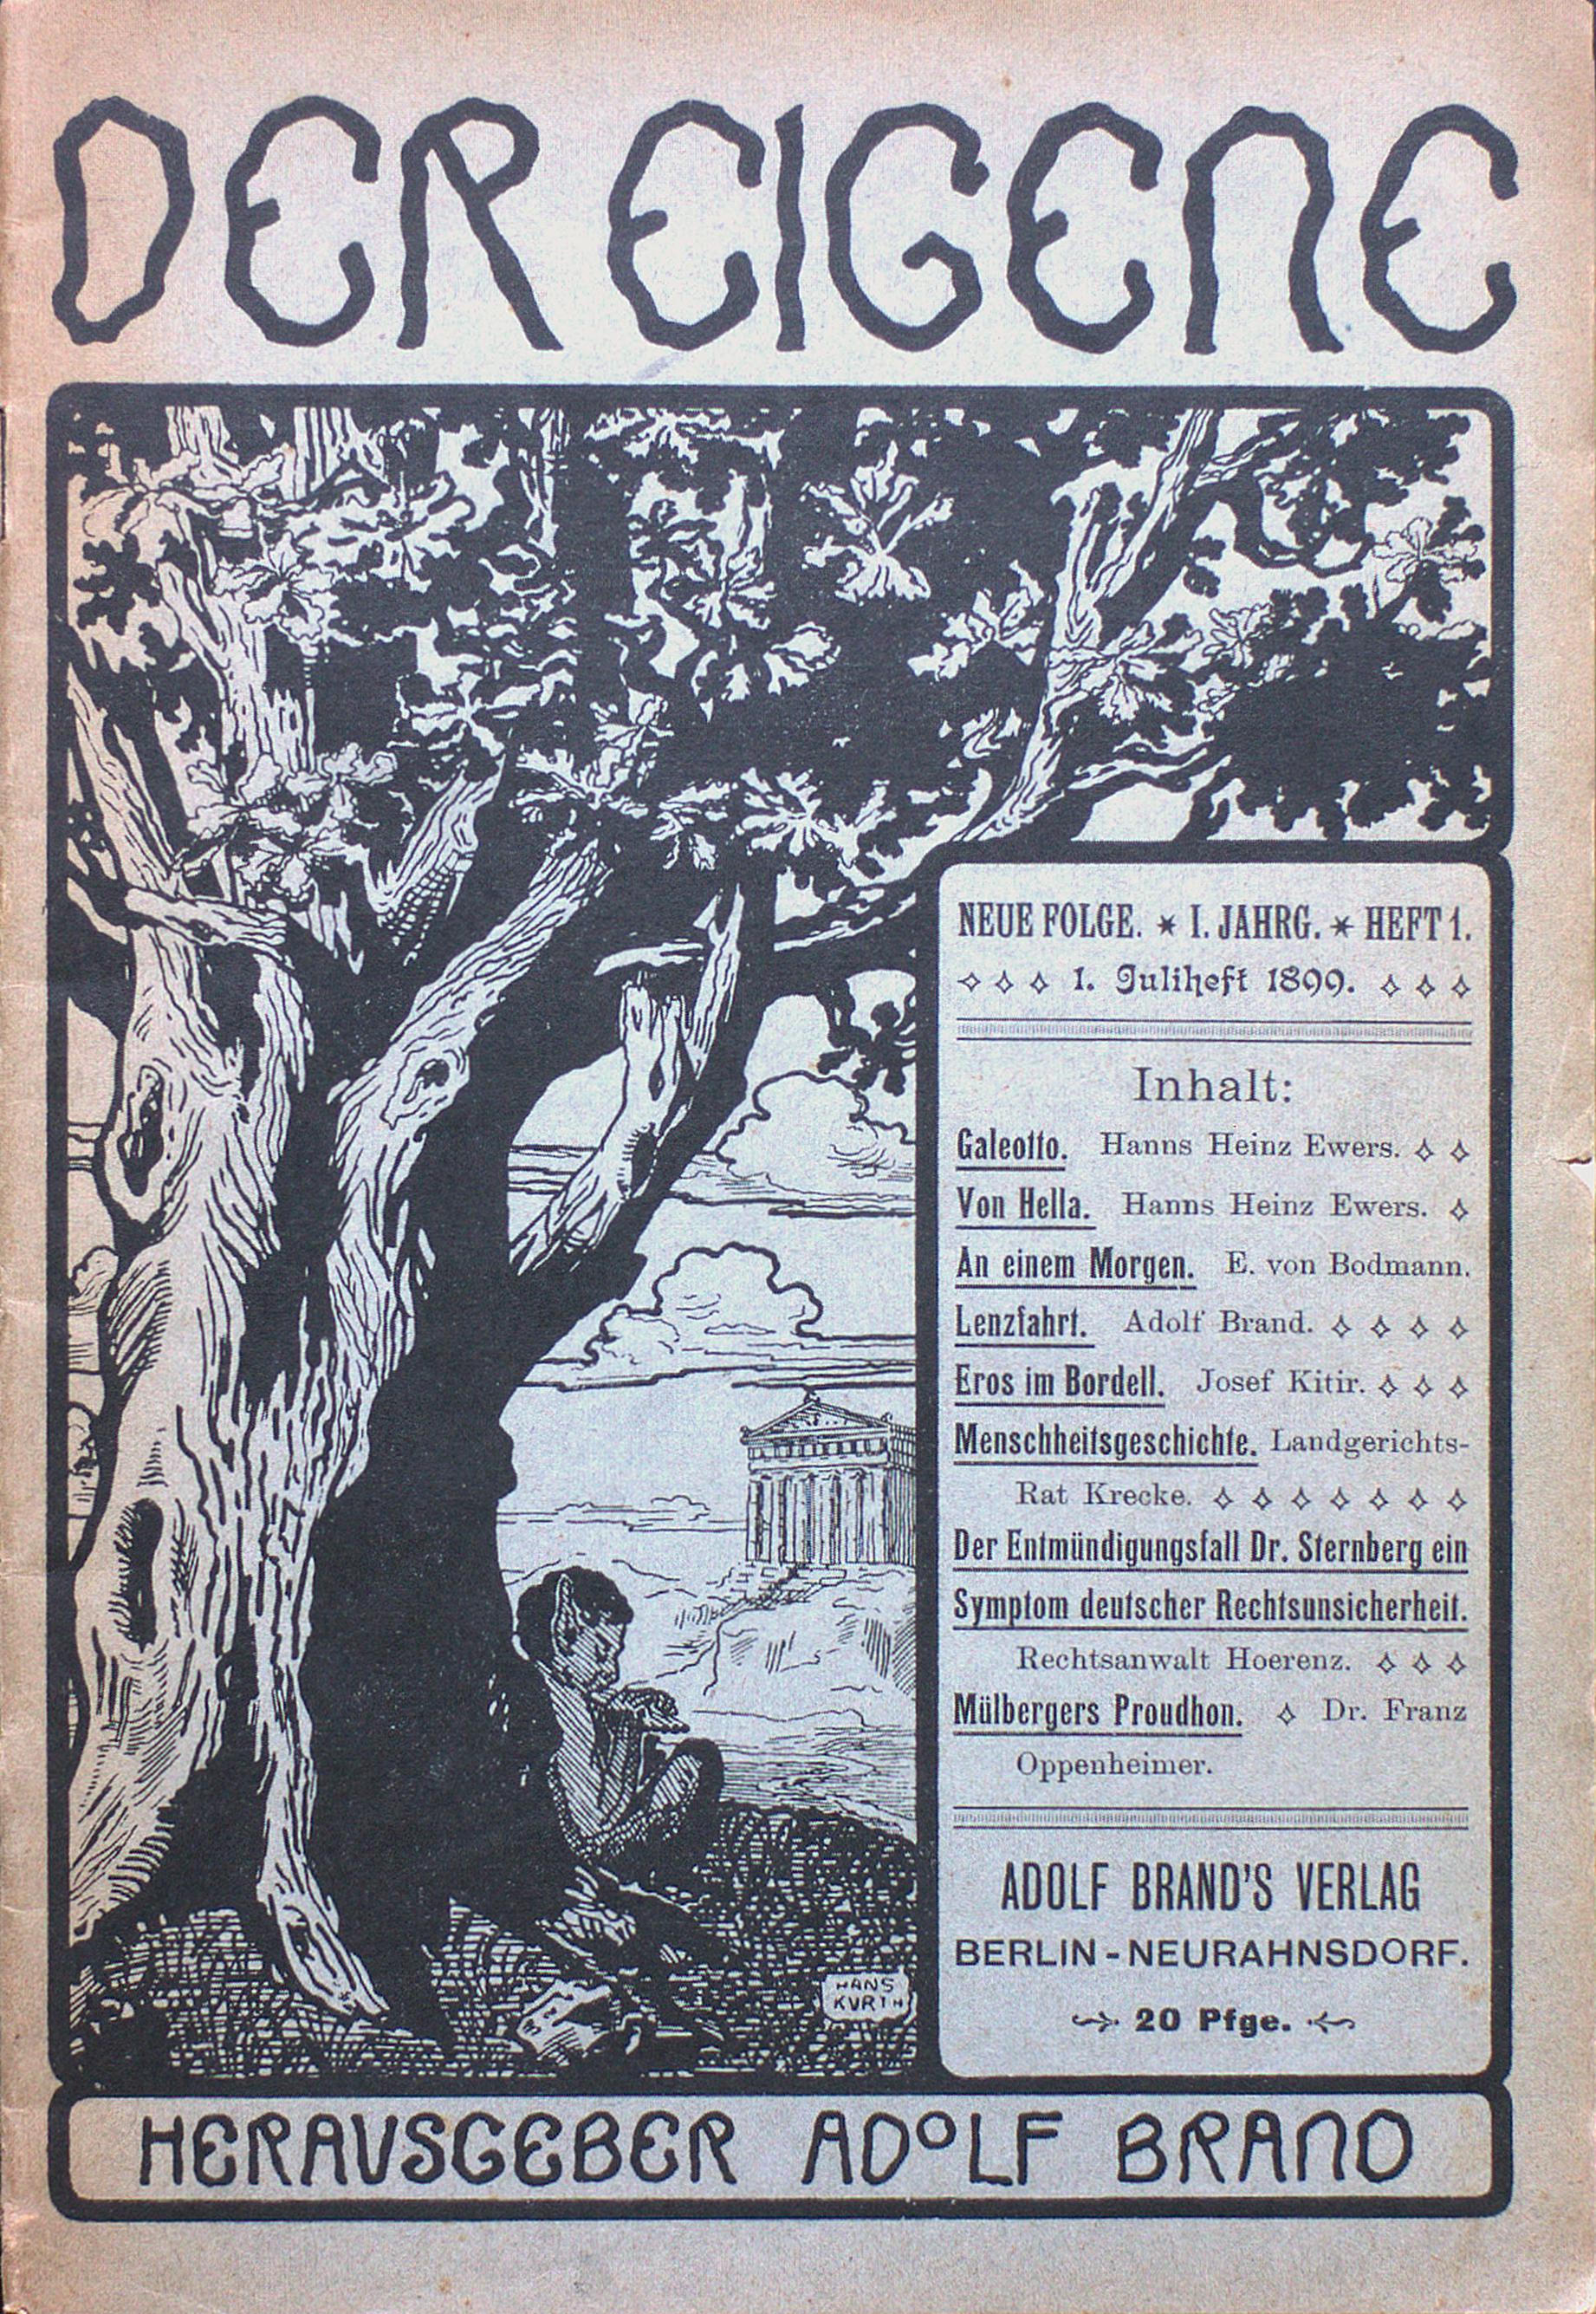 DER EIGENE
NEUE FOLGE. * I. JAHRG. * HEFT 1.
1. Juliheft 1899.
Inhalt:
Galeotto. Hanns Heinz Ewers.
Von Hella. Hanns Heinz Ewers.
An einem Morgen. E. von Bodmann.
Lenzfahrt. Adolf Brand.
Eros im Bordell. Josef Kitir.
Menschheitsgeschichte. Landgerichts-
Rat Krecke.
Der Entmündigungsfall Dr. Sternberg ein
Symptom deutscher Rechtsunsicherheit.
Rechtsanwalt Hoerenz.
Mülbergers Proudhon. Dr. Franz
Oppenheimer.
ADOLF BRAND'S VERLAG
BERLIN-NEURAHNSDORF.
20 Pfge.
HANS
KURTH
HERAUSGEBER ADOLF BRAND